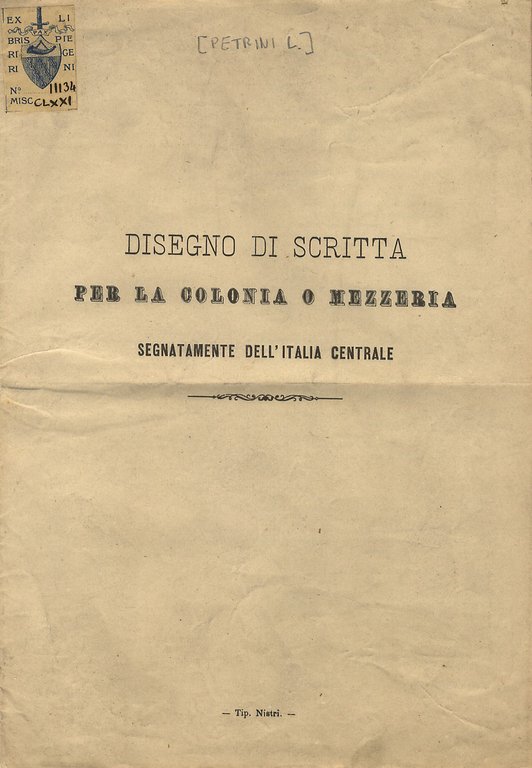 EX LI
BRIS PIE
RI GE
RI NI
Nº 11134
MISC CLXXI
[PETRINI L.]
DISEGNO DI SCRITTA
PER LA COLONIA O MEZZERIA
SEGNATAMENTE DELL'ITALIA CENTRALE
— Tip. Nistri. —